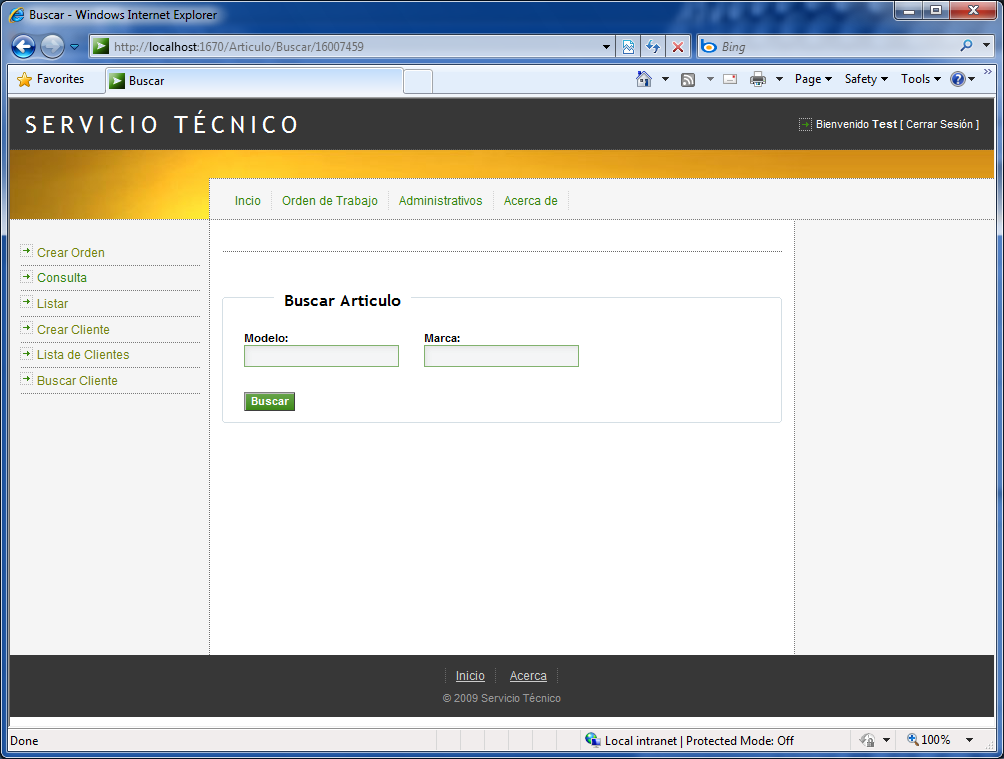 Buscar - Windows Internet Explorer
http://localhost:1670/Articulo/Buscar/16007459
Bing
Favorites
Buscar
Page
Safety
Tools
SERVICIO TÉCNICO
Bienvenido Test [ Cerrar Sesión ]
Incio
Orden de Trabajo
Administrativos
Acerca de
Crear Orden
Consulta
Listar
Crear Cliente
Lista de Clientes
Buscar Cliente
Buscar Articulo
Modelo:
Marca:
Buscar
Inicio
Acerca
© 2009 Servicio Técnico
Done
Local intranet | Protected Mode: Off
100%